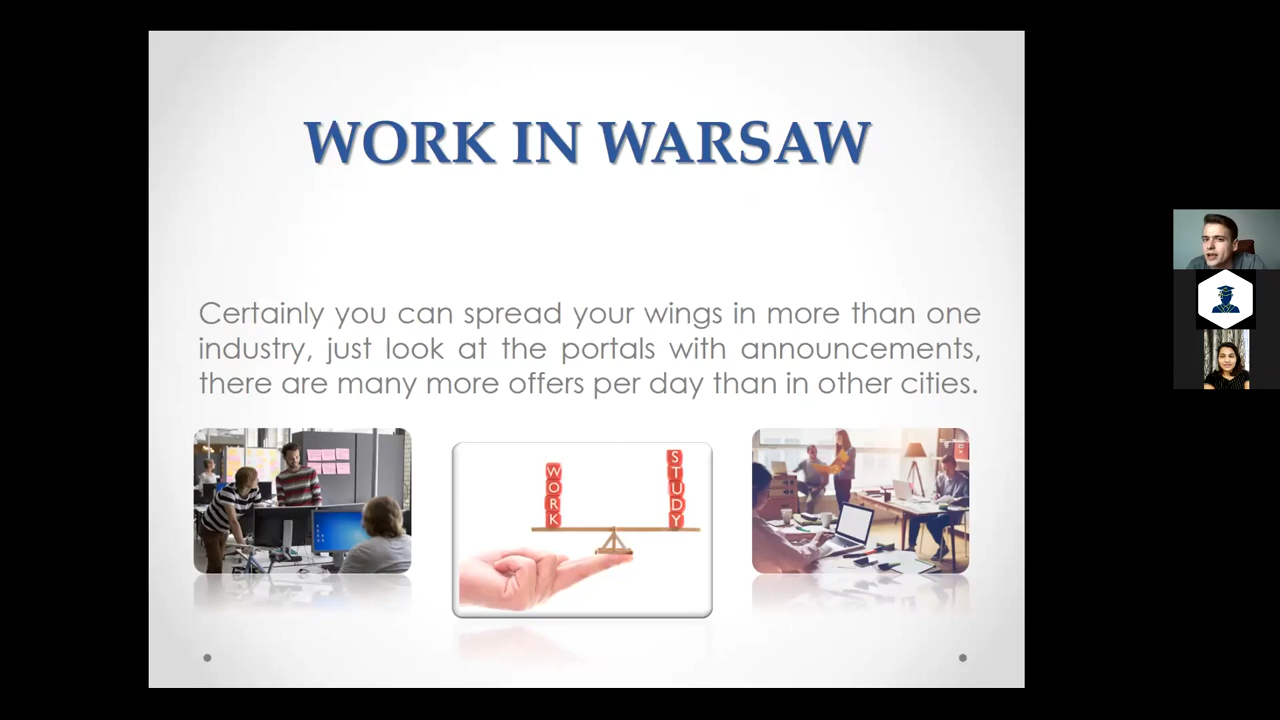 WORK IN WARSAW
Certainly you can spread your wings in more than one
industry, just look at the portals with announcements,
there are many more offers per day than in other cities.
WORK
STUDY